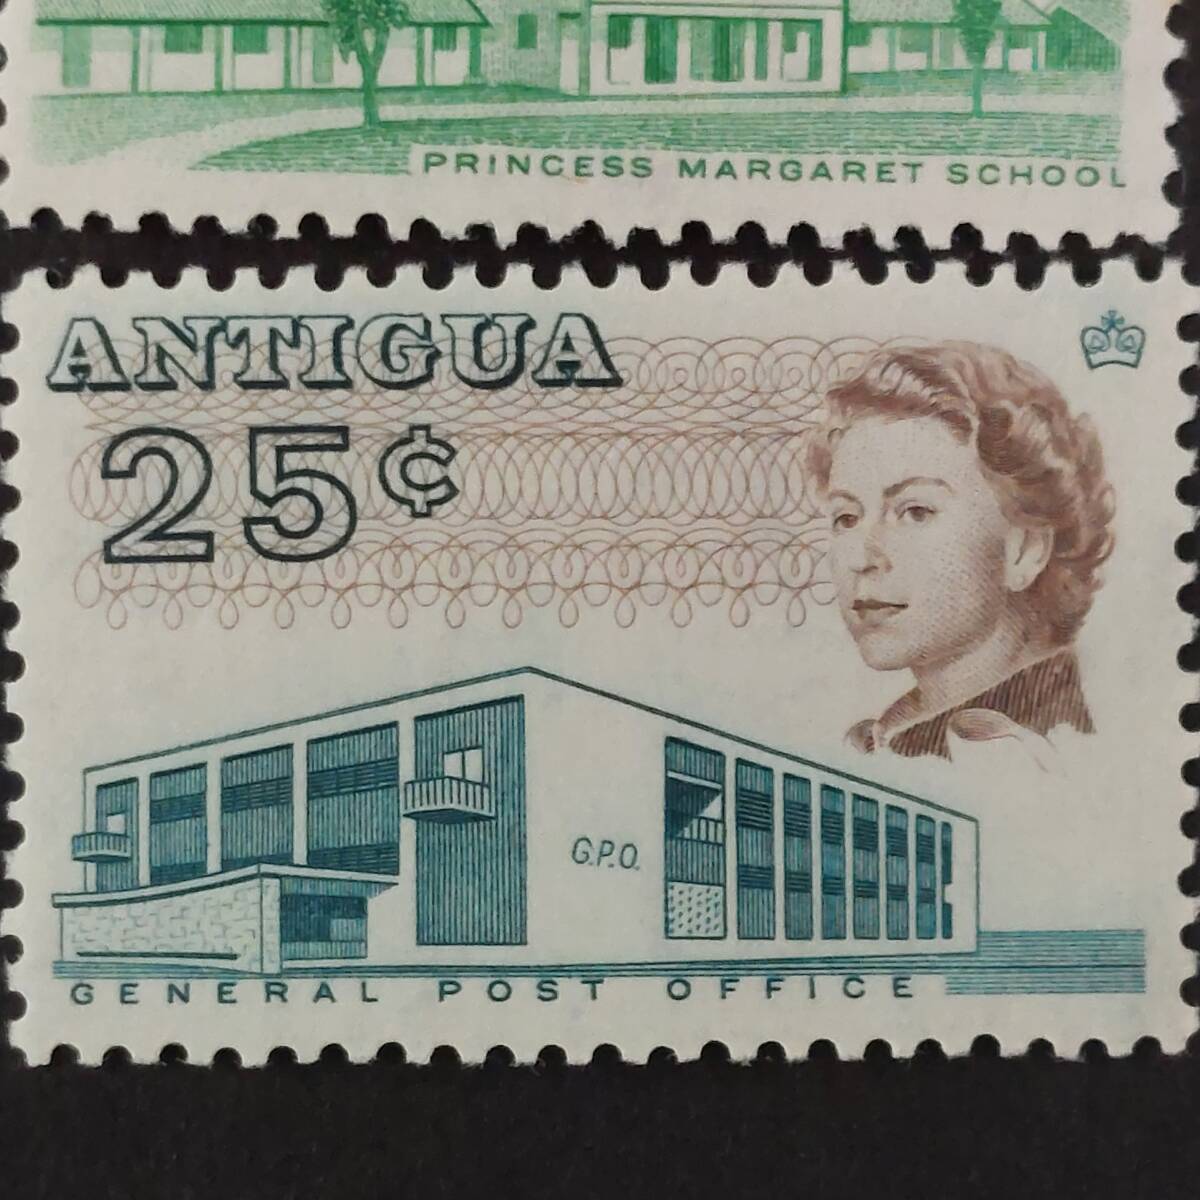 PRINCESS MARGARET SCHOOL
ANTIGUA
25¢
G.P.O.
GENERAL POST OFFICE